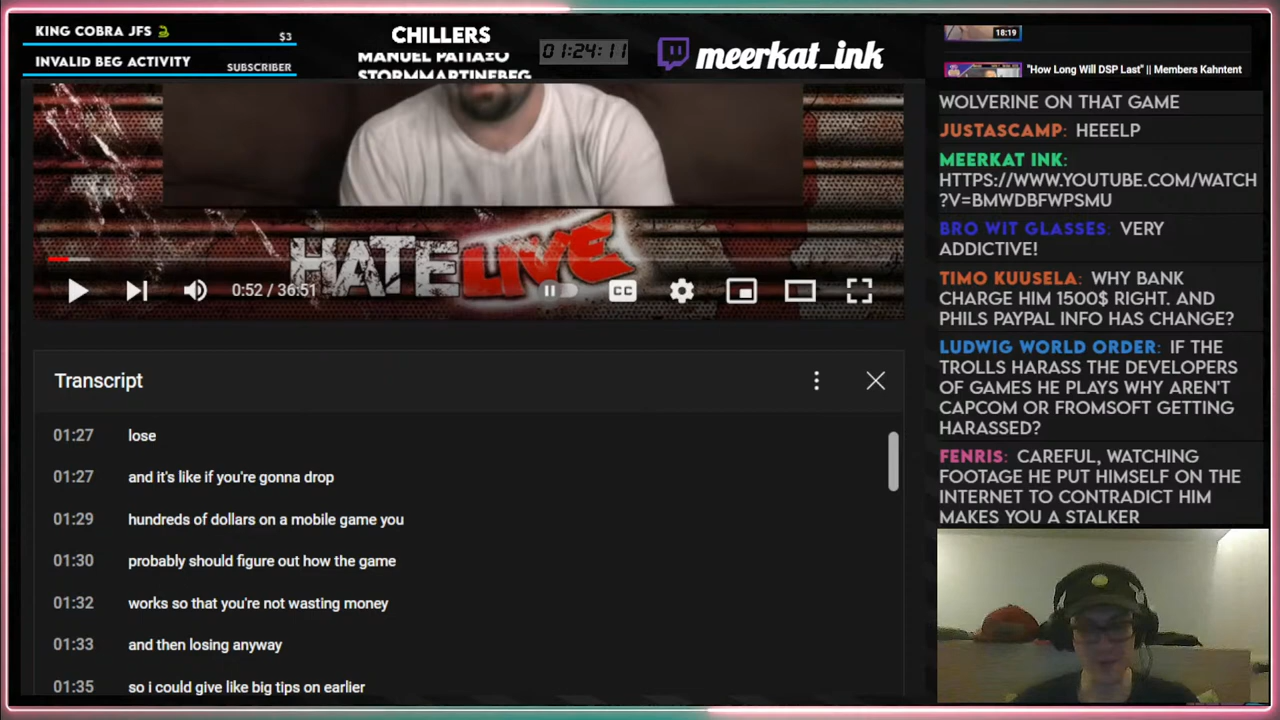 KING COBRA JFS
$3
INVALID BEG ACTIVITY
SUBSCRIBER
CHILLERS
STORMMARTINEBEG
01:24:11
meerkat_ink
18:19
"How Long Will DSP Last" || Members Kahntent
HATELIVE
0:52 / 36:51
CC
Transcript
01:27 lose
01:27 and it's like if you're gonna drop
01:29 hundreds of dollars on a mobile game you
01:30 probably should figure out how the game
01:32 works so that you're not wasting money
01:33 and then losing anyway
01:35 so i could give like big tips on earlier
WOLVERINE ON THAT GAME
JUSTASCAMP: HEEELP
MEERKAT INK:
HTTPS://WWW.YOUTUBE.COM/WATCH
?V=BMWDBFWPSMU
BRO WIT GLASSES: VERY
ADDICTIVE!
TIMO KUUSELA: WHY BANK
CHARGE HIM 1500$ RIGHT. AND
PHILS PAYPAL INFO HAS CHANGE?
LUDWIG WORLD ORDER: IF THE
TROLLS HARASS THE DEVELOPERS
OF GAMES HE PLAYS WHY AREN'T
CAPCOM OR FROMSOFT GETTING
HARASSED?
FENRIS: CAREFUL, WATCHING
FOOTAGE HE PUT HIMSELF ON THE
INTERNET TO CONTRADICT HIM
MAKES YOU A STALKER